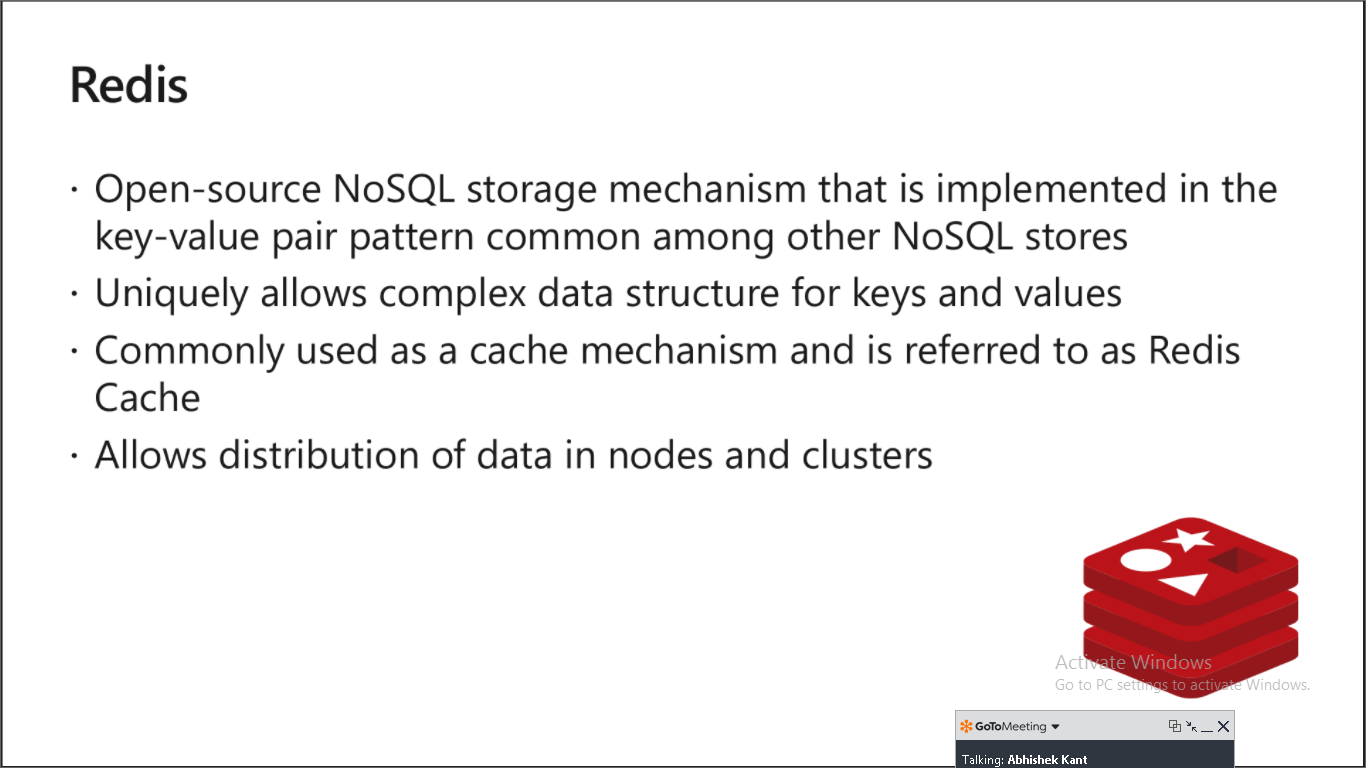 Redis
· Open-source NoSQL storage mechanism that is implemented in the
key-value pair pattern common among other NoSQL stores
· Uniquely allows complex data structure for keys and values
· Commonly used as a cache mechanism and is referred to as Redis
Cache
· Allows distribution of data in nodes and clusters
Activate Windows
Go to PC settings to activate Windows.
GoToMeeting
Talking: Abhishek Kant